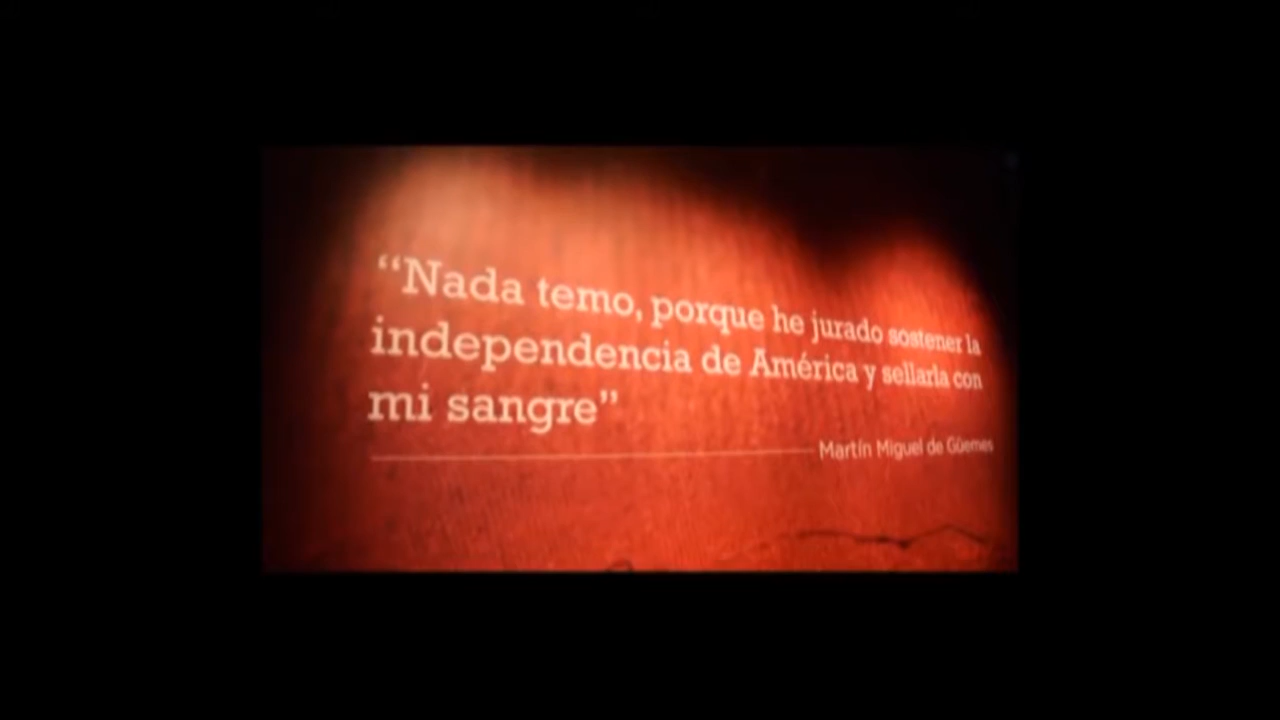 “Nada temo, porque he jurado sostener la
independencia de América y sellarla con
mi sangre”
Martín Miguel de Güemes